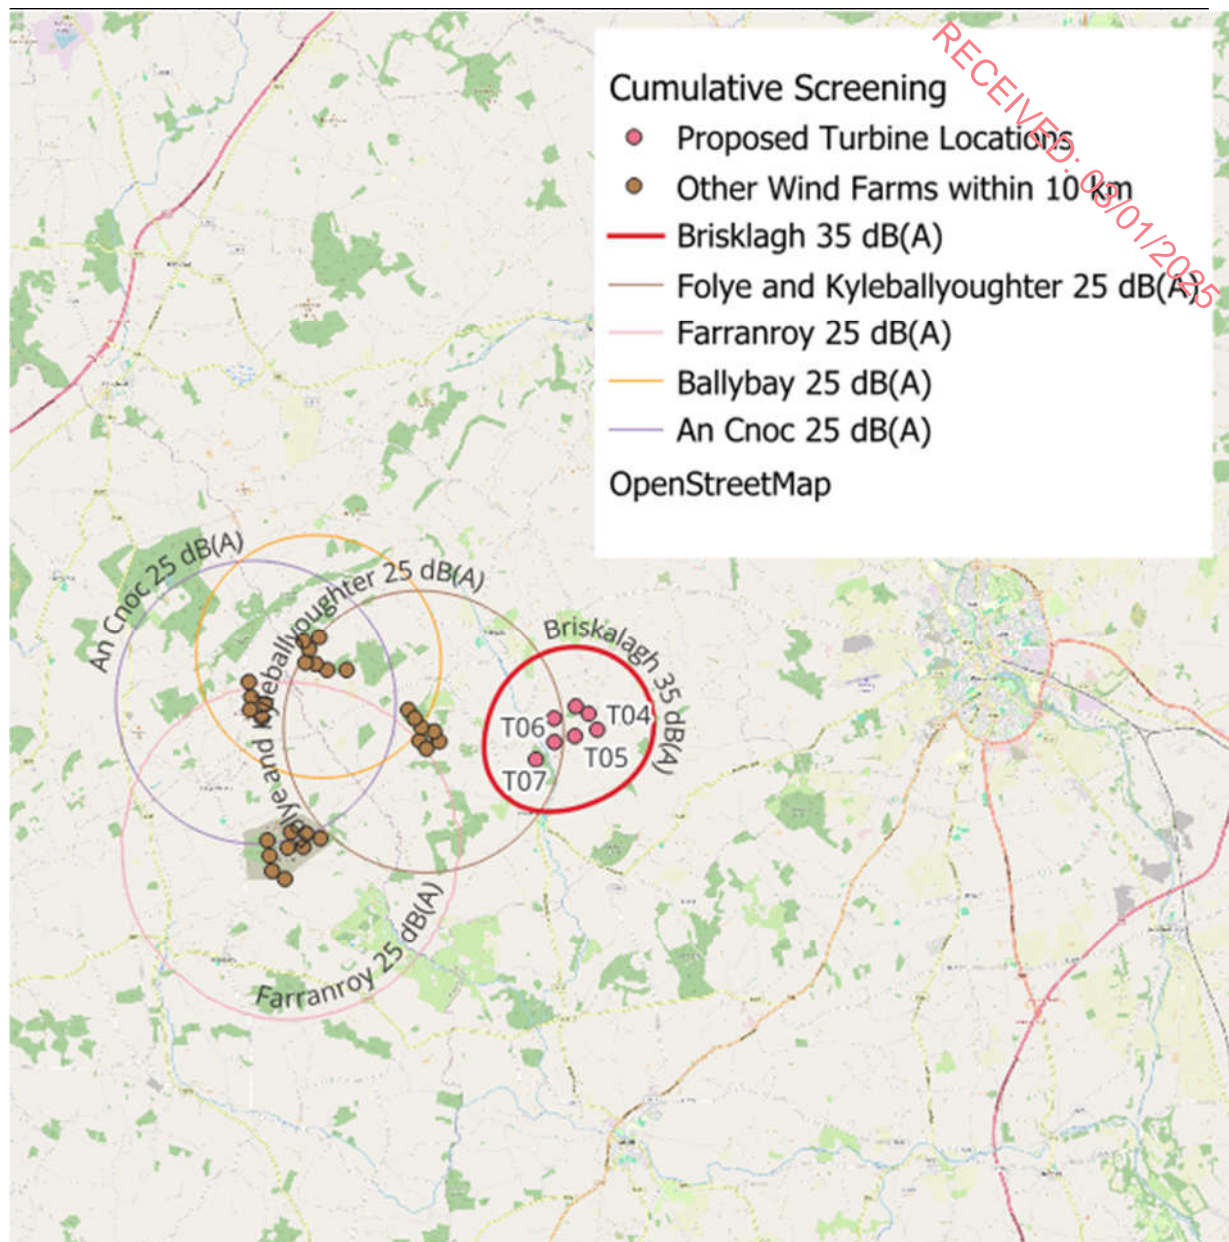 RECEIVED: 03/01/2025
Cumulative Screening
Proposed Turbine Locations
Other Wind Farms within 10 km
Brisklagh 35 dB(A)
Folye and Kyleballyoughter 25 dB(A)
Farranroy 25 dB(A)
Ballybay 25 dB(A)
An Cnoc 25 dB(A)
OpenStreetMap
An Cnoc 25 dB(A)
Folye and Kyleballyoughter 25 dB(A)
Briskalagh 35 dB(A)
T06
T04
T05
T07
Farranroy 25 dB(A)